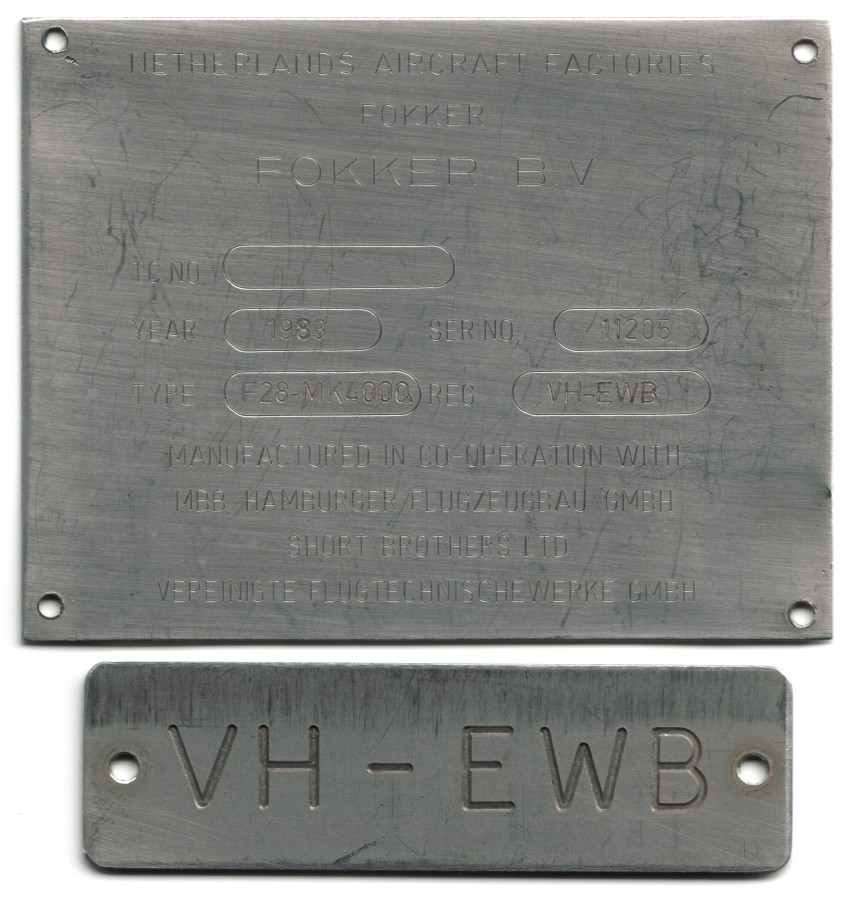 NETHERLANDS AIRCRAFT FACTORIES
FOKKER
FOKKER B.V
TC NO
YEAR 1983 SER NO 11205
TYPE F28-MK4000 REG VH-EWB
MANUFACTURED IN CO-OPERATION WITH
MBB HAMBURGER FLUGZEUGBAU GMBH
SHORT BROTHERS LTD
VEREINIGTE FLUGTECHNISCHEWERKE GMBH
VH-EWB